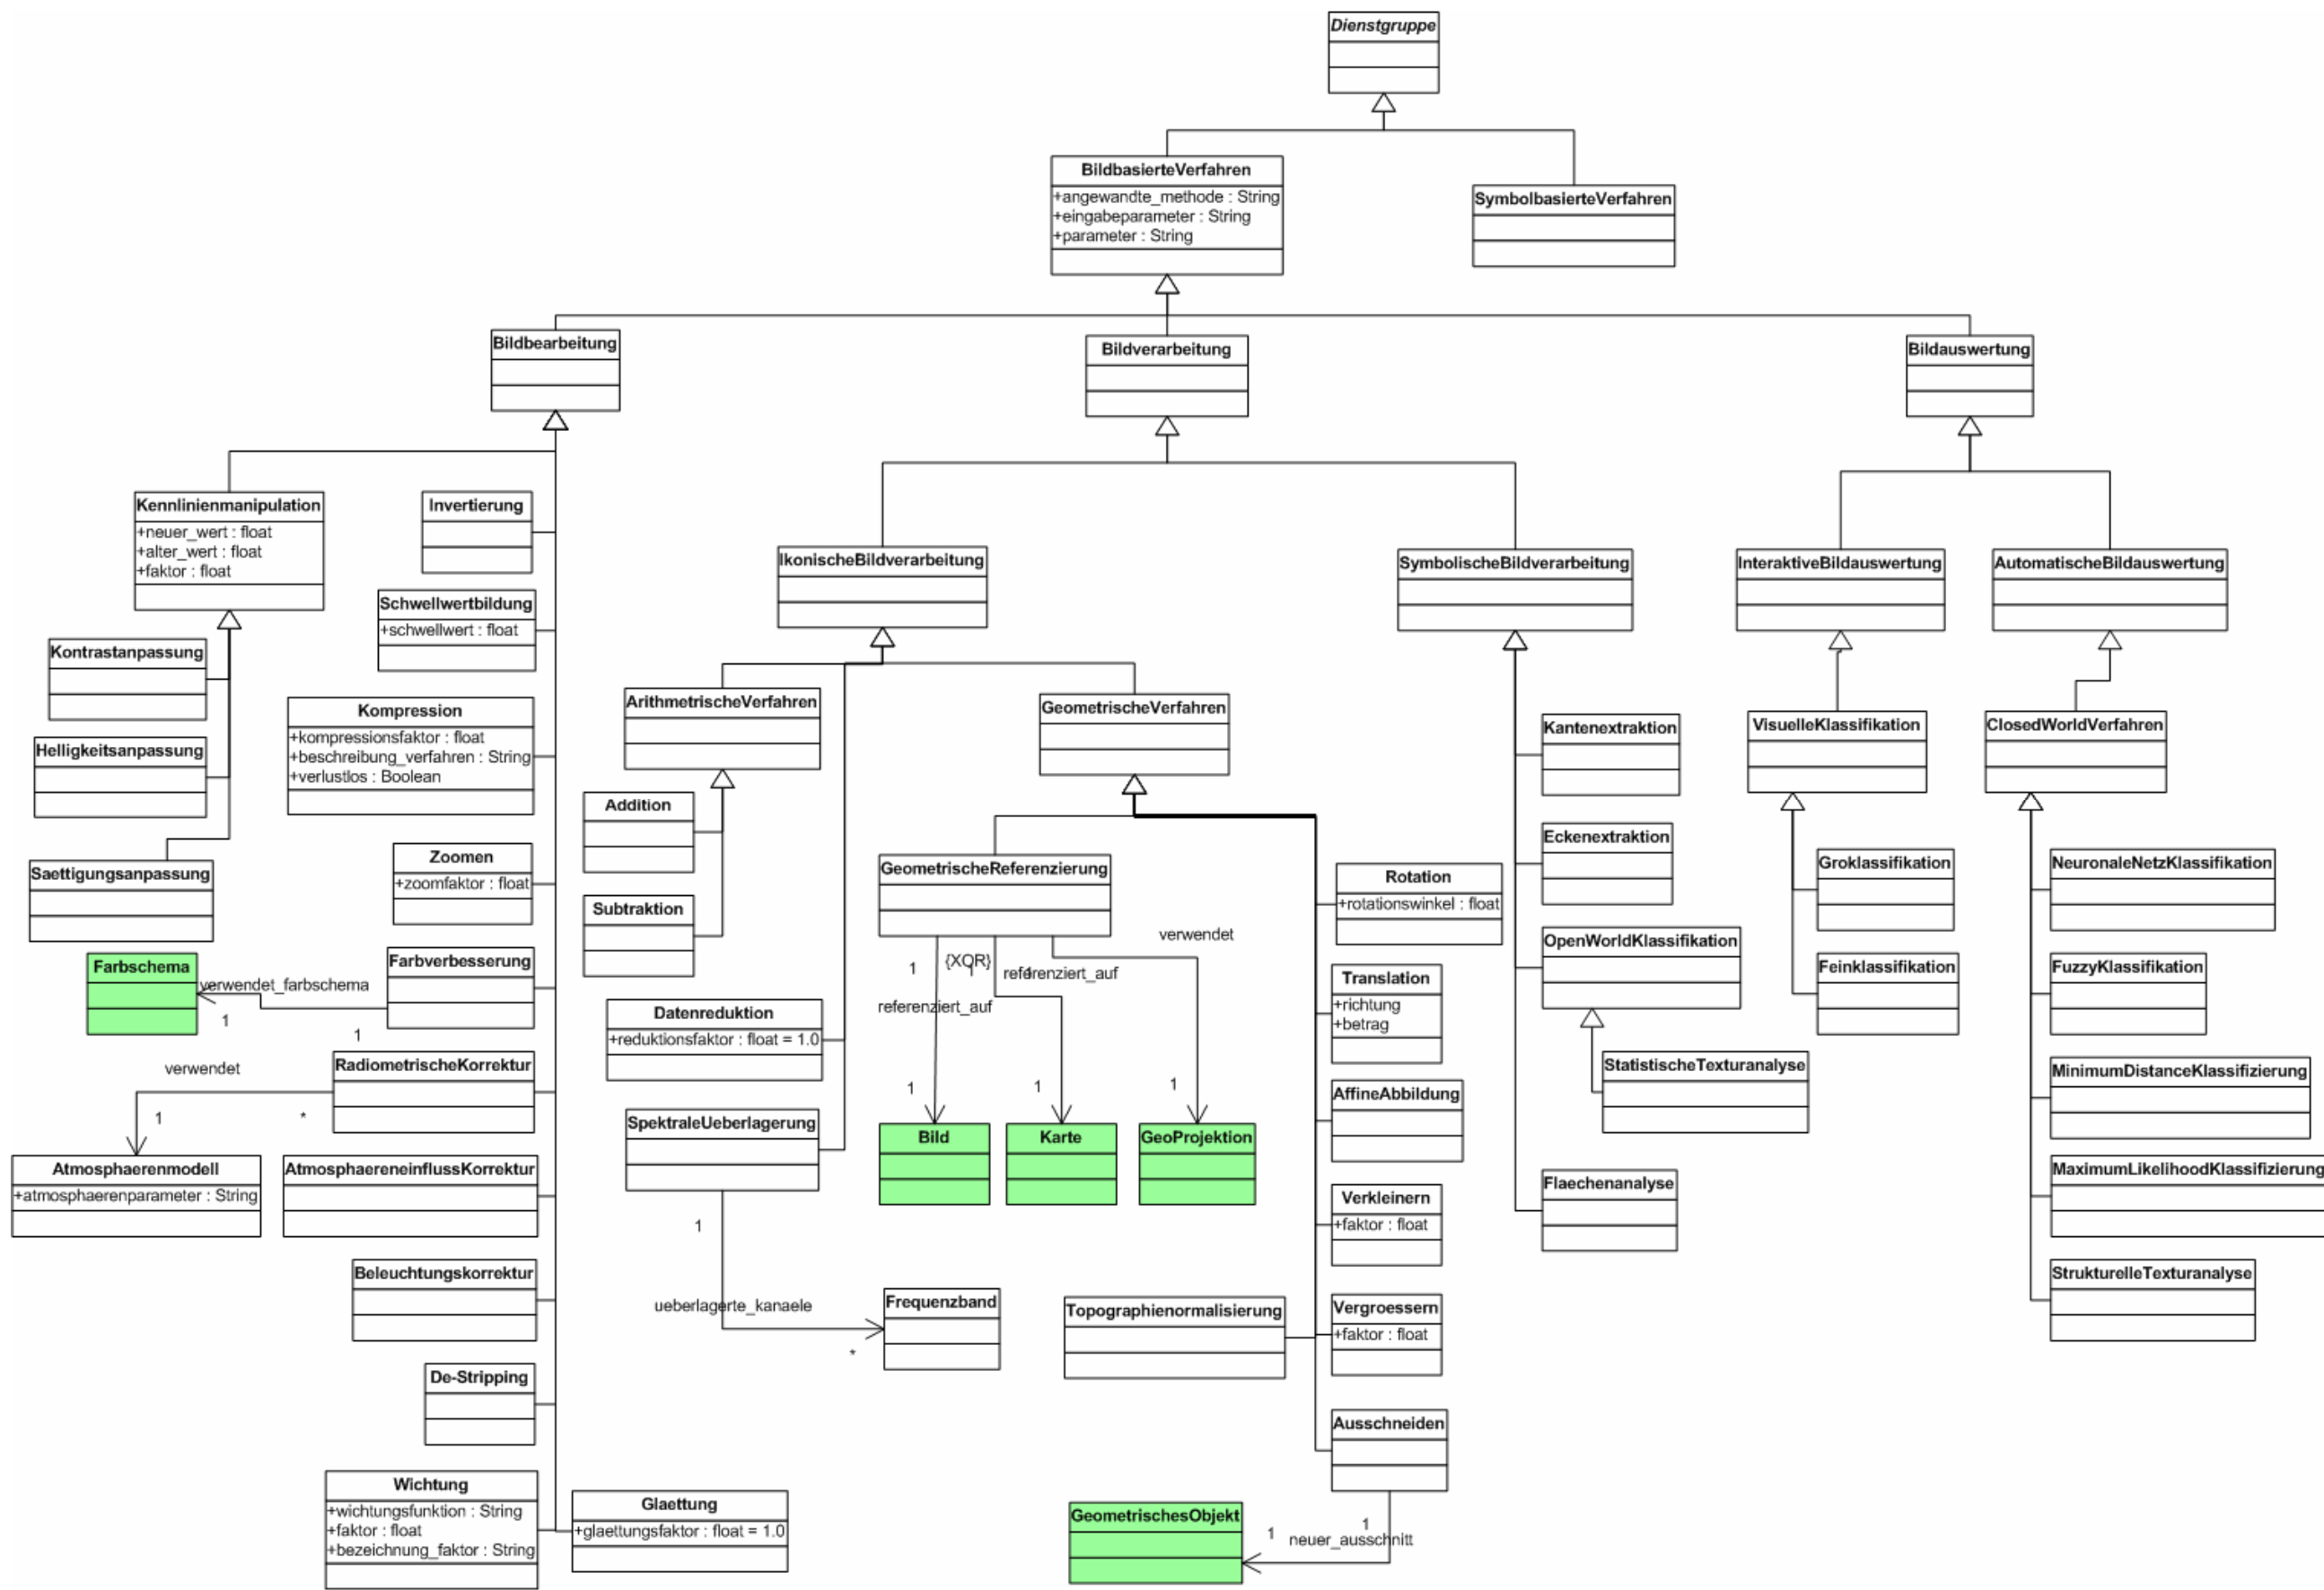 Dienstgruppe
BildbasierteVerfahren
+angewandte_methode : String
+eingabeparameter : String
+parameter : String
SymbolbasierteVerfahren
Bildbearbeitung
Bildverarbeitung
Bildauswertung
Kennlinienmanipulation
+neuer_wert : float
+alter_wert : float
+faktor : float
Invertierung
Schwellwertbildung
+schwellwert : float
Kontrastanpassung
Helligkeitsanpassung
Saettigungsanpassung
Kompression
+kompressionsfaktor : float
+beschreibung_verfahren : String
+verlustlos : Boolean
Zoomen
+zoomfaktor : float
Farbschema
verwendet_farbschema
1
1
Farbverbesserung
RadiometrischeKorrektur
verwendet
1
*
Atmosphaerenmodell
+atmosphaerenparameter : String
AtmosphaereneinflussKorrektur
Beleuchtungskorrektur
De-Stripping
Wichtung
+wichtungsfunktion : String
+faktor : float
+bezeichnung_faktor : String
Glaettung
+glaettungsfaktor : float = 1.0
IkonischeBildverarbeitung
ArithmetrischeVerfahren
Addition
Subtraktion
Datenreduktion
+reduktionsfaktor : float = 1.0
SpektraleUeberlagerung
1
ueberlagerte_kanaele
*
Frequenzband
GeometrischeVerfahren
GeometrischeReferenzierung
verwendet
1
{XOR}
1
1
referenziert_auf
referenziert_auf
1
1
1
Bild
Karte
GeoProjektion
Rotation
+rotationswinkel : float
Translation
+richtung
+betrag
AffineAbbildung
Verkleinern
+faktor : float
Topographienormalisierung
Vergroessern
+faktor : float
Ausschneiden
1
1
neuer_ausschnitt
GeometrischesObjekt
SymbolischeBildverarbeitung
Kantenextraktion
Eckenextraktion
OpenWorldKlassifikation
StatistischeTexturanalyse
Flaechenanalyse
InteraktiveBildauswertung
VisuelleKlassifikation
Groklassifikation
Feinklassifikation
AutomatischeBildauswertung
ClosedWorldVerfahren
NeuronaleNetzKlassifikation
FuzzyKlassifikation
MinimumDistanceKlassifizierung
MaximumLikelihoodKlassifizierung
StrukturelleTexturanalyse